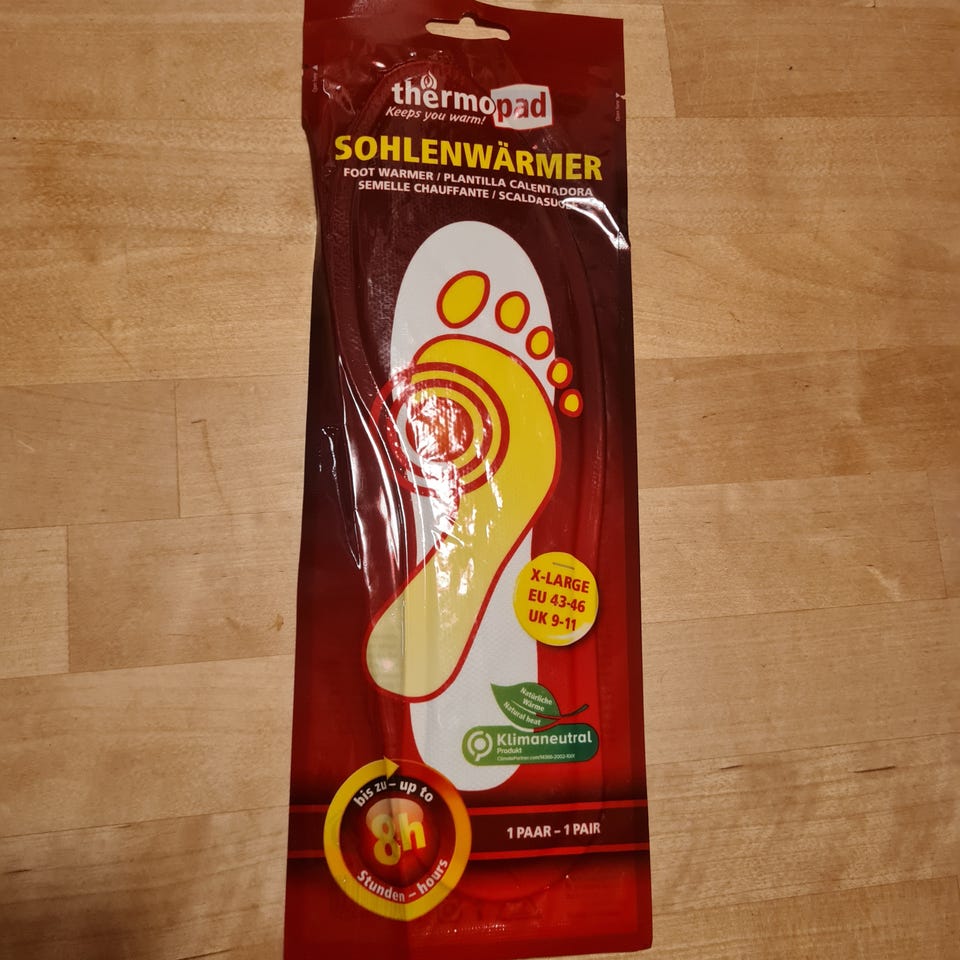 thermopad
Keeps you warm!
SOHLENWÄRMER
FOOT WARMER / PLANTILLA CALENTADORA
SEMELLE CHAUFFANTE / SCALDASUOLE
X-LARGE
EU 43-46
UK 9-11
Natürliche
Wärme
Natural heat
Klimaneutral
Produkt
bis zu – up to
8h
Stunden – hours
1 PAAR – 1 PAIR